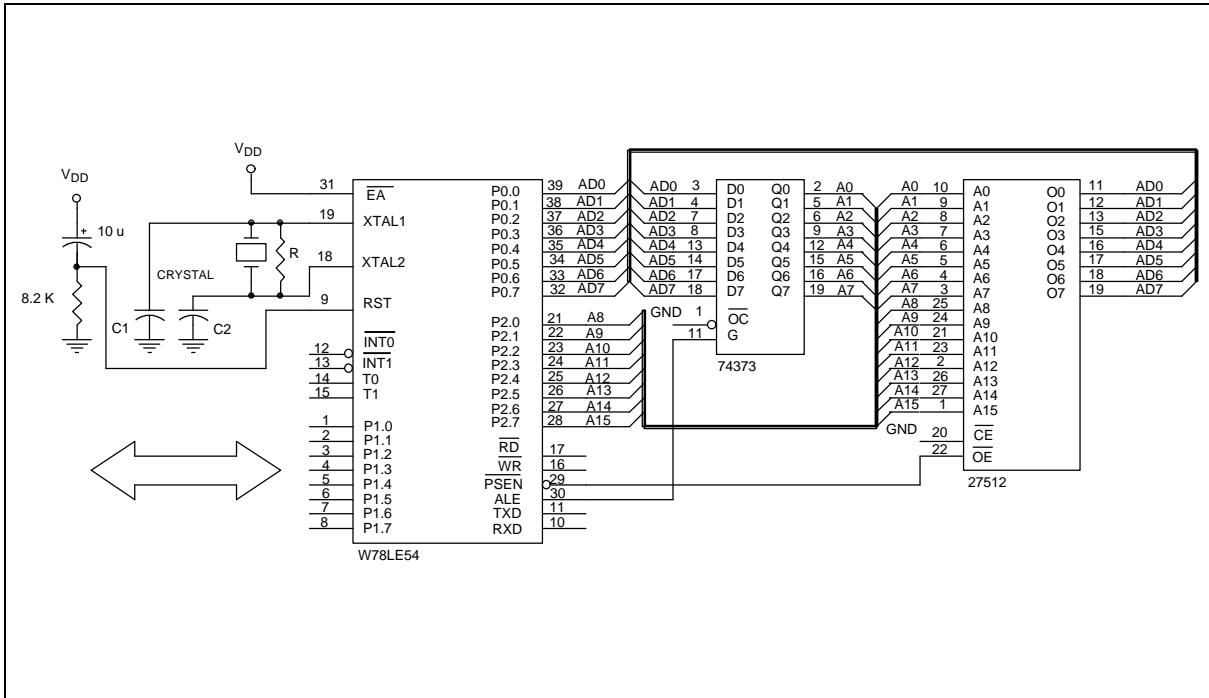 VDD
10 u
8.2 K
C1
CRYSTAL
C2
R
VDD
31 EA
19 XTAL1
18 XTAL2
9 RST
12 INT0
13 INT1
14 T0
15 T1
1 P1.0
2 P1.1
3 P1.2
4 P1.3
5 P1.4
6 P1.5
7 P1.6
8 P1.7
P0.0 39 AD0
P0.1 38 AD1
P0.2 37 AD2
P0.3 36 AD3
P0.4 35 AD4
P0.5 34 AD5
P0.6 33 AD6
P0.7 32 AD7
P2.0 21 A8
P2.1 22 A9
P2.2 23 A10
P2.3 24 A11
P2.4 25 A12
P2.5 26 A13
P2.6 27 A14
P2.7 28 A15
RD 17
WR 16
PSEN 29
ALE 30
TXD 11
RXD 10
W78LE54
AD0 3 D0 Q0 2 A0
AD1 4 D1 Q1 5 A1
AD2 7 D2 Q2 6 A2
AD3 8 D3 Q3 9 A3
AD4 13 D4 Q4 12 A4
AD5 14 D5 Q5 15 A5
AD6 17 D6 Q6 16 A6
AD7 18 D7 Q7 19 A7
GND 1 OC
11 G
74373
A0 10 A0 O0 11 AD0
A1 9 A1 O1 12 AD1
A2 8 A2 O2 13 AD2
A3 7 A3 O3 15 AD3
A4 6 A4 O4 16 AD4
A5 5 A5 O5 17 AD5
A6 4 A6 O6 18 AD6
A7 3 A7 O7 19 AD7
A8 25 A8
A9 24 A9
A10 21 A10
A11 23 A11
A12 2 A12
A13 26 A13
A14 27 A14
A15 1 A15
GND 20 CE
22 OE
27512